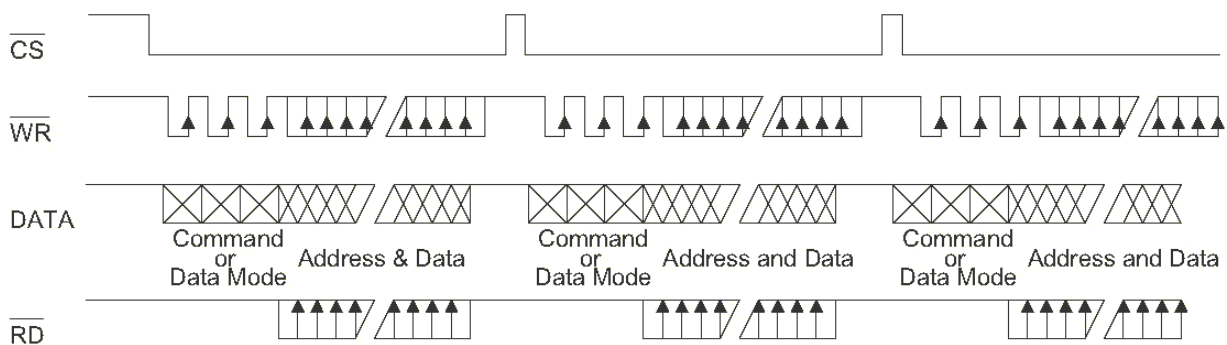 CS
WR
DATA
Command
or
Data Mode
Address & Data
Command
or
Data Mode
Address and Data
Command
or
Data Mode
Address and Data
RD